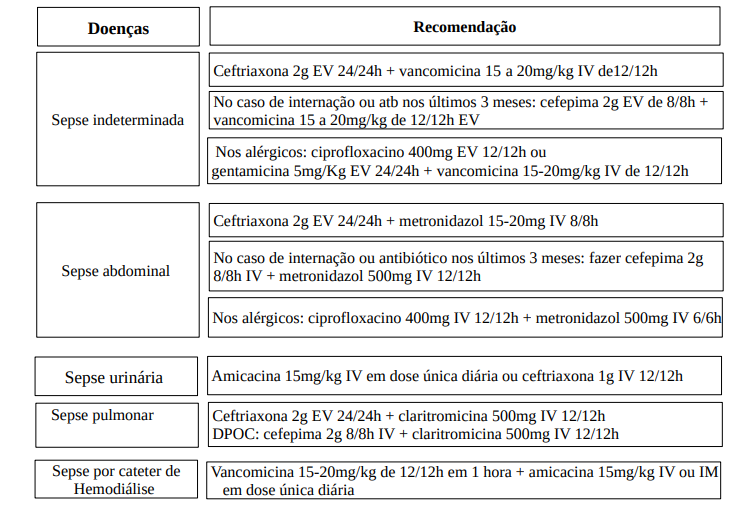 Doenças
Recomendação
Sepse indeterminada
Ceftriaxona 2g EV 24/24h + vancomicina 15 a 20mg/kg IV de12/12h
No caso de internação ou atb nos últimos 3 meses: cefepima 2g EV de 8/8h +
vancomicina 15 a 20mg/kg de 12/12h EV
Nos alérgicos: ciprofloxacino 400mg EV 12/12h ou
gentamicina 5mg/Kg EV 24/24h + vancomicina 15-20mg/kg IV de 12/12h
Sepse abdominal
Ceftriaxona 2g EV 24/24h + metronidazol 15-20mg IV 8/8h
No caso de internação ou antibiótico nos últimos 3 meses: fazer cefepima 2g
8/8h IV + metronidazol 500mg IV 12/12h
Nos alérgicos: ciprofloxacino 400mg IV 12/12h + metronidazol 500mg IV 6/6h
Sepse urinária
Amicacina 15mg/kg IV em dose única diária ou ceftriaxona 1g IV 12/12h
Sepse pulmonar
Ceftriaxona 2g EV 24/24h + claritromicina 500mg IV 12/12h
DPOC: cefepima 2g 8/8h IV + claritromicina 500mg IV 12/12h
Sepse por cateter de
Hemodiálise
Vancomicina 15-20mg/kg de 12/12h em 1 hora + amicacina 15mg/kg IV ou IM
em dose única diária